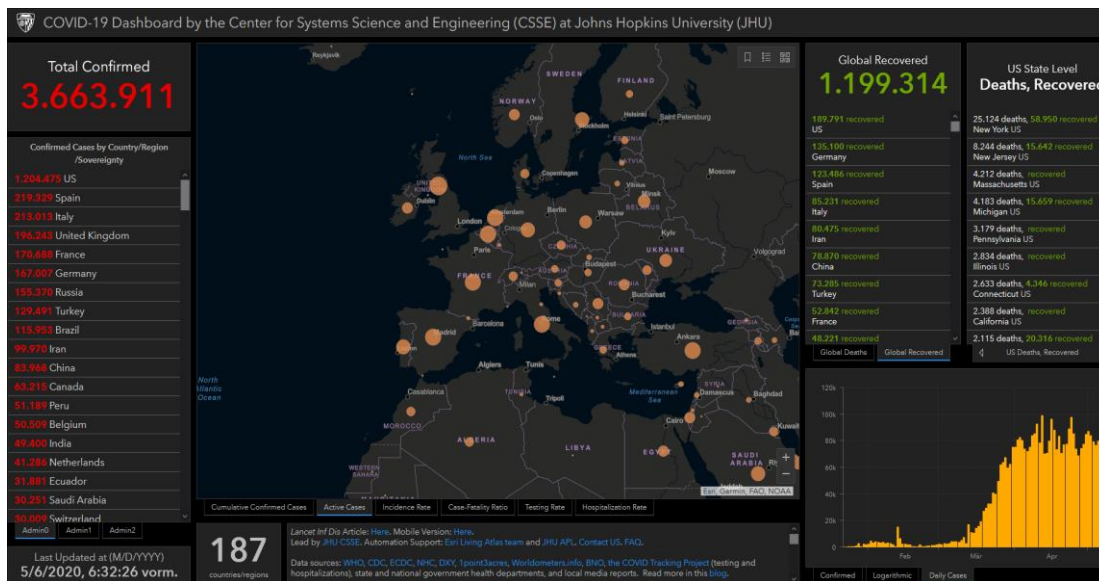 COVID-19 Dashboard by the Center for Systems Science and Engineering (CSSE) at Johns Hopkins University (JHU)
Total Confirmed
3.663.911
Confirmed Cases by Country/Region
/Sovereignty
1.204.475 US
219.329 Spain
213.013 Italy
196.243 United Kingdom
170.688 France
167.007 Germany
155.370 Russia
129.491 Turkey
115.953 Brazil
99.970 Iran
83.968 China
63.215 Canada
51.189 Peru
50.509 Belgium
49.400 India
41.286 Netherlands
31.881 Ecuador
30.251 Saudi Arabia
30.009 Switzerland
Admin0 Admin1 Admin2
Last Updated at (M/D/YYYY)
5/6/2020, 6:32:26 vorm.
Reykjavik
SWEDEN
FINLAND
NORWAY
Oslo
Helsinki
Saint Petersburg
Stockholm
ESTONIA
North Sea
LATVIA
Moscow
Copenhagen
Vilnius
Minsk
Dublin
BELARUS
London
Berlin
Warsaw
Paris
Kyiv
Volgograd
UKRAINE
Budapest
FRANCE
Milan
ROMANIA
Bucharest
Rome
BULGARIA
Barcelona
Madrid
Istanbul
GEORGIA
Ankara
GREECE
Athens
Algiers
Tunis
North
Atlantic
Ocean
Casablanca
TUNISIA
Tripoli
Mediterranean
Sea
SYRIA
Damascus
Baghdad
MOROCCO
Cairo
Kuwait
ALGERIA
LIBYA
EGYPT
SAUDI
ARABIA
WESTERN
SAHARA
MAURITANIA
+
−
Esri, Garmin, FAO, NOAA
Cumulative Confirmed Cases Active Cases Incidence Rate Case-Fatality Ratio Testing Rate Hospitalization Rate
187
countries/regions
Lancet Inf Dis Article: Here. Mobile Version: Here.
Lead by JHU CSSE. Automation Support: Esri Living Atlas team and JHU APL. Contact US. FAQ.
Data sources: WHO, CDC, ECDC, NHC, DXY, 1point3acres, Worldometers.info, BNO, the COVID Tracking Project (testing and
hospitalizations), state and national government health departments, and local media reports. Read more in this blog.
Global Recovered
1.199.314
189.791 recovered
US
135.100 recovered
Germany
123.486 recovered
Spain
85.231 recovered
Italy
80.475 recovered
Iran
78.870 recovered
China
73.285 recovered
Turkey
52.842 recovered
France
48.221 recovered
Global Deaths Global Recovered
US State Level
Deaths, Recovered
25.124 deaths, 58.950 recovered
New York US
8.244 deaths, 15.642 recovered
New Jersey US
4.212 deaths, recovered
Massachusetts US
4.183 deaths, 15.659 recovered
Michigan US
3.179 deaths, recovered
Pennsylvania US
2.834 deaths, recovered
Illinois US
2.633 deaths, 4.346 recovered
Connecticut US
2.388 deaths, recovered
California US
2.115 deaths, 20.316 recovered
US Deaths, Recovered
120k
100k
80k
60k
40k
20k
0
Feb Mär Apr
Confirmed Logarithmic Daily Cases